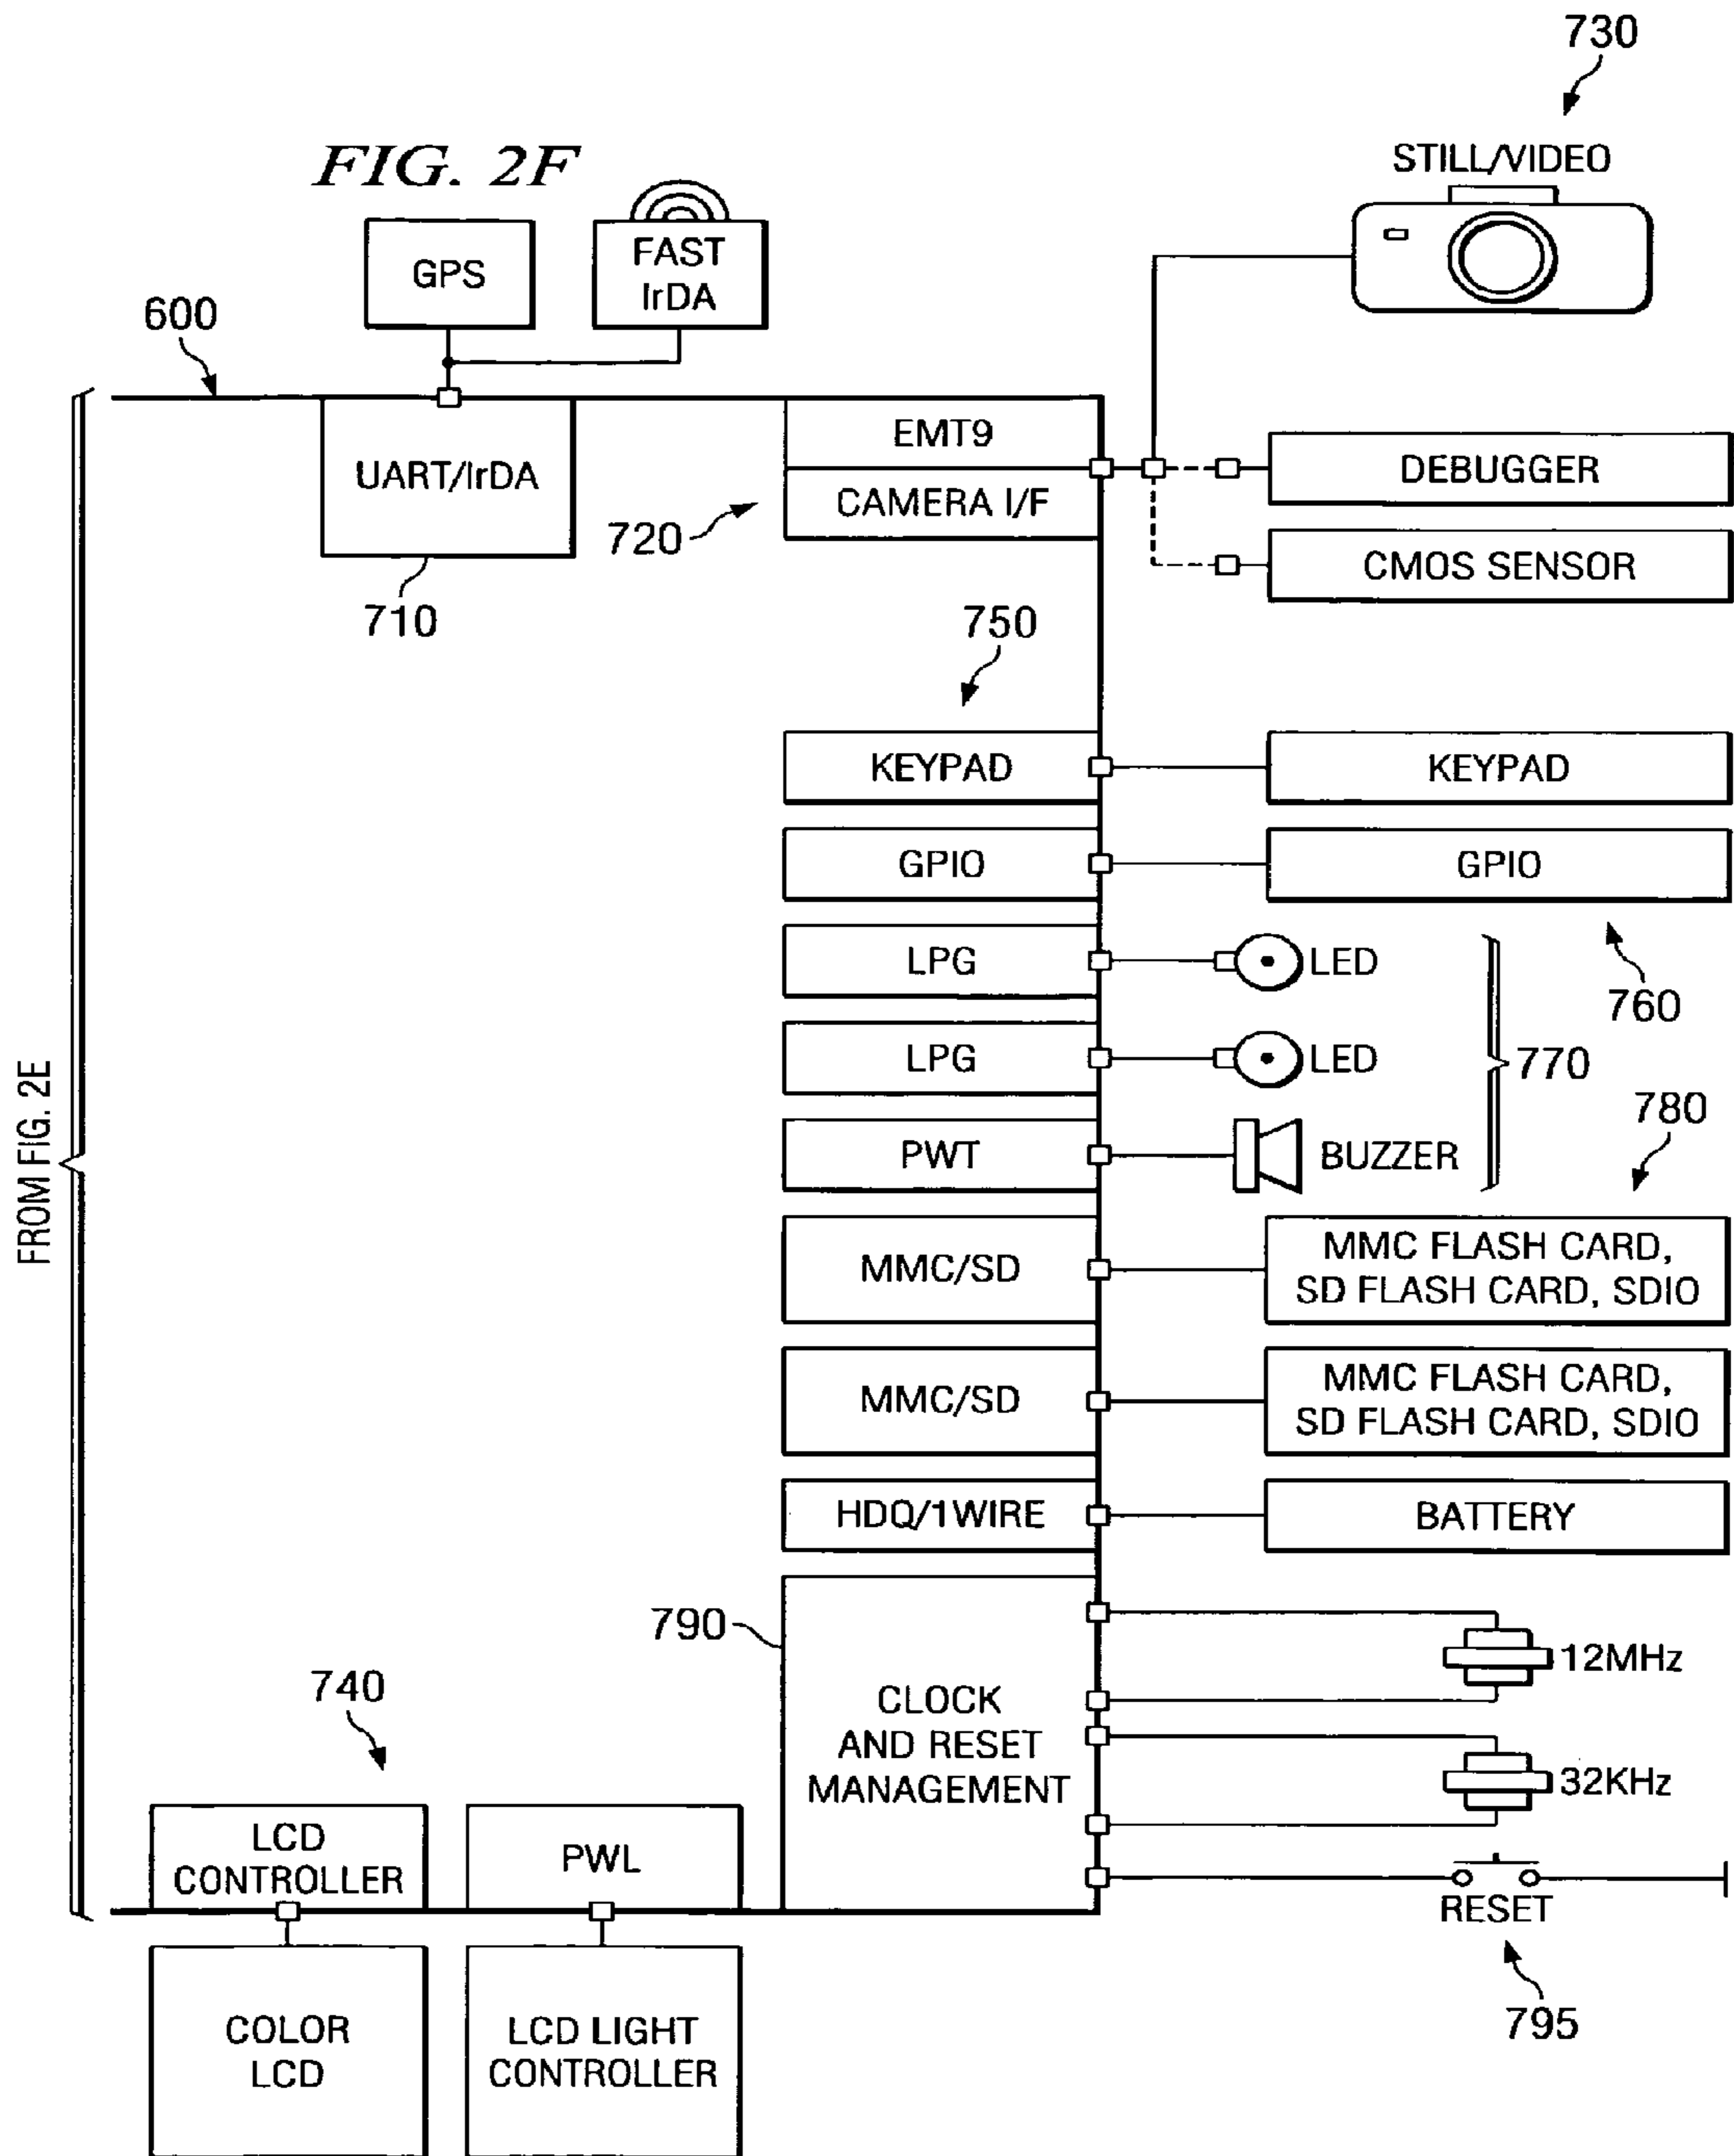 730
STILL/VIDEO
FIG. 2F
GPS
FAST
IrDA
600
UART/IrDA
EMT9
CAMERA I/F
720
DEBUGGER
CMOS SENSOR
710
750
KEYPAD
KEYPAD
GPIO
GPIO
LPG
LED
760
LPG
LED
770
780
PWT
BUZZER
FROM FIG. 2E
MMC/SD
MMC FLASH CARD,
SD FLASH CARD, SDIO
MMC/SD
MMC FLASH CARD,
SD FLASH CARD, SDIO
HDQ/1WIRE
BATTERY
790
12MHz
CLOCK
AND RESET
MANAGEMENT
740
32KHz
LCD
CONTROLLER
PWL
RESET
795
COLOR
LCD
LCD LIGHT
CONTROLLER